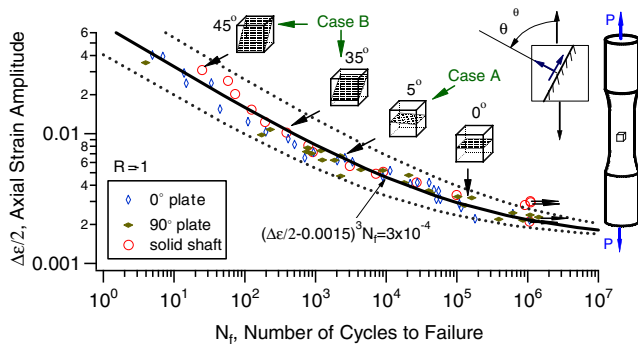 45°
Case B
35°
Case A
5°
0°
θ
θ
P
6
4
2
0.01
6
4
2
0.001
Δε/2, Axial Strain Amplitude
R=-1
0° plate
90° plate
solid shaft
(Δε/2-0.0015)³N_f=3x10⁻⁴
P
10⁰
10¹
10²
10³
10⁴
10⁵
10⁶
10⁷
N_f, Number of Cycles to Failure